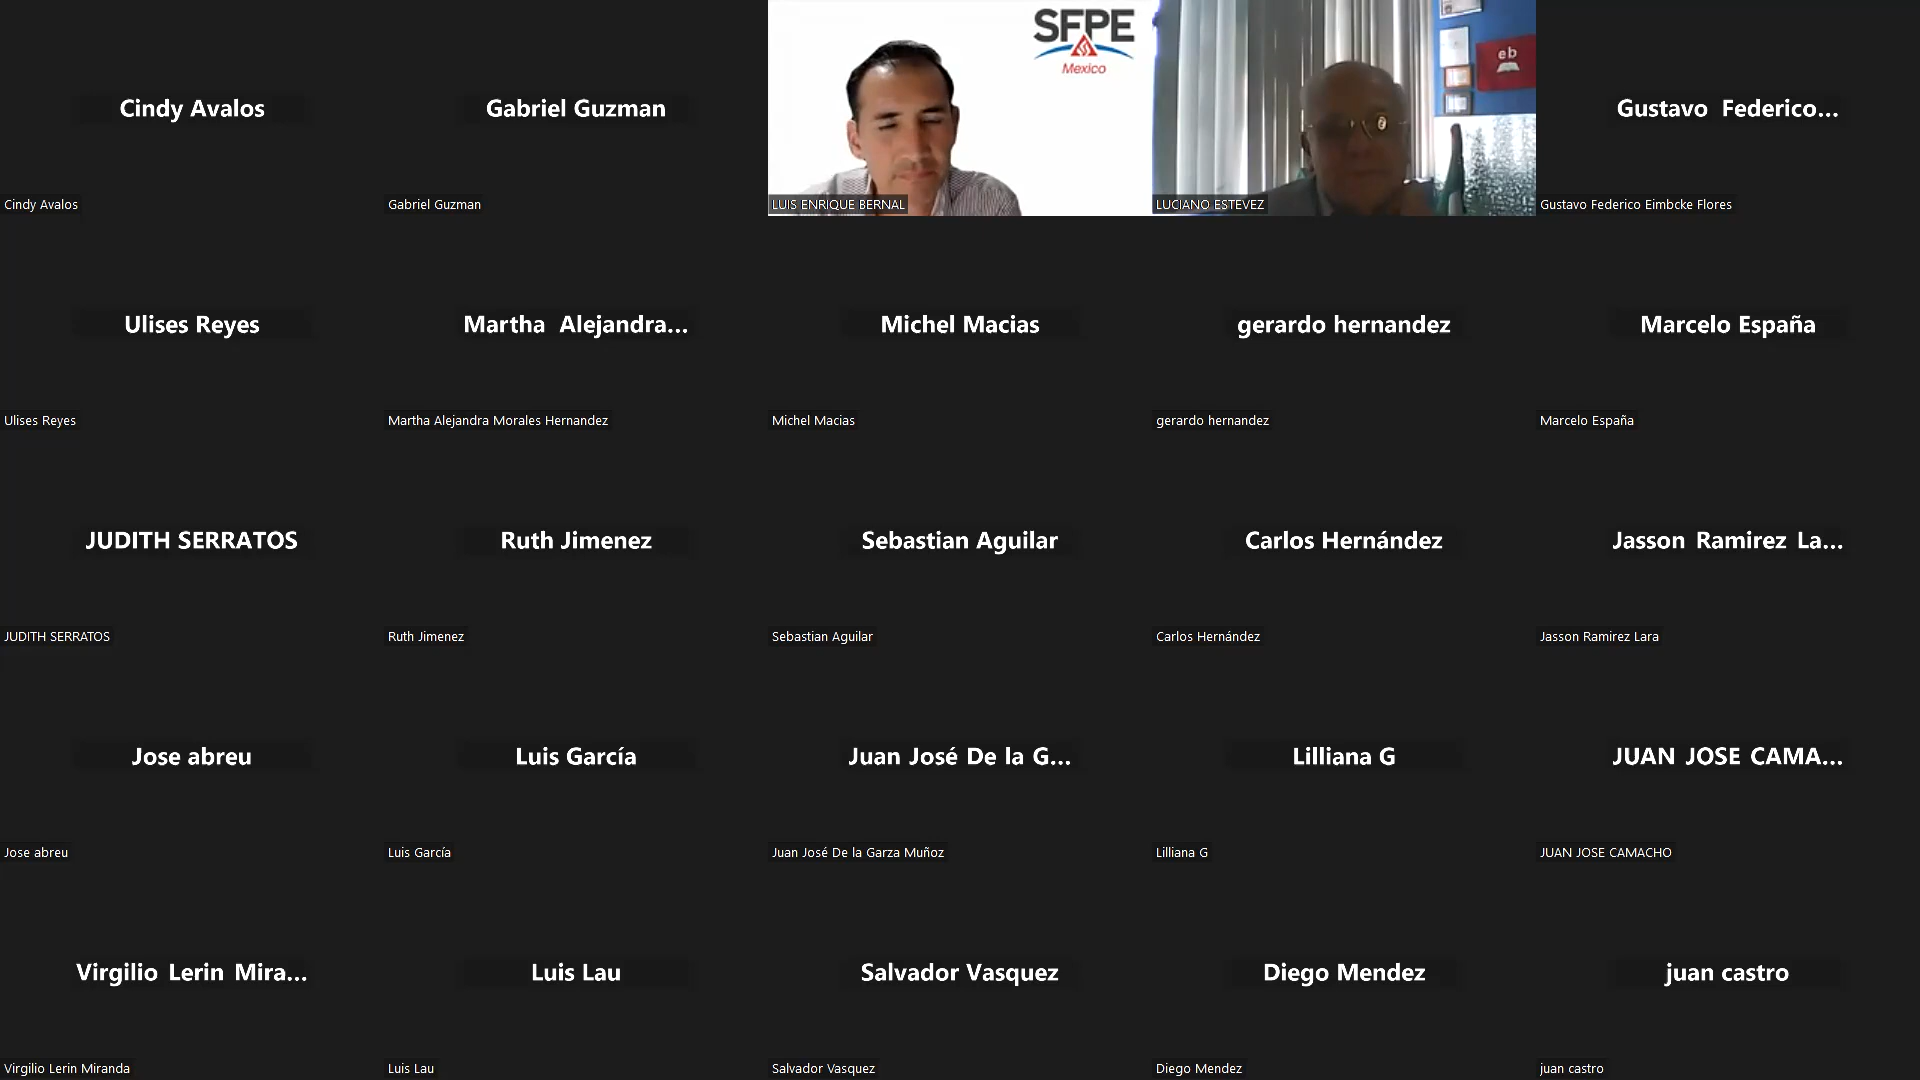 SFPE
Mexico
eb
Cindy Avalos
Gabriel Guzman
Gustavo Federico...
Cindy Avalos
Gabriel Guzman
LUIS ENRIQUE BERNAL
LUCIANO ESTEVEZ
Gustavo Federico Eimbcke Flores
Ulises Reyes
Martha Alejandra...
Michel Macias
gerardo hernandez
Marcelo España
Ulises Reyes
Martha Alejandra Morales Hernandez
Michel Macias
gerardo hernandez
Marcelo España
JUDITH SERRATOS
Ruth Jimenez
Sebastian Aguilar
Carlos Hernández
Jasson Ramirez La...
JUDITH SERRATOS
Ruth Jimenez
Sebastian Aguilar
Carlos Hernández
Jasson Ramirez Lara
Jose abreu
Luis García
Juan José De la G...
Lilliana G
JUAN JOSE CAMA...
Jose abreu
Luis García
Juan José De la Garza Muñoz
Lilliana G
JUAN JOSE CAMACHO
Virgilio Lerin Mira...
Luis Lau
Salvador Vasquez
Diego Mendez
juan castro
Virgilio Lerin Miranda
Luis Lau
Salvador Vasquez
Diego Mendez
juan castro